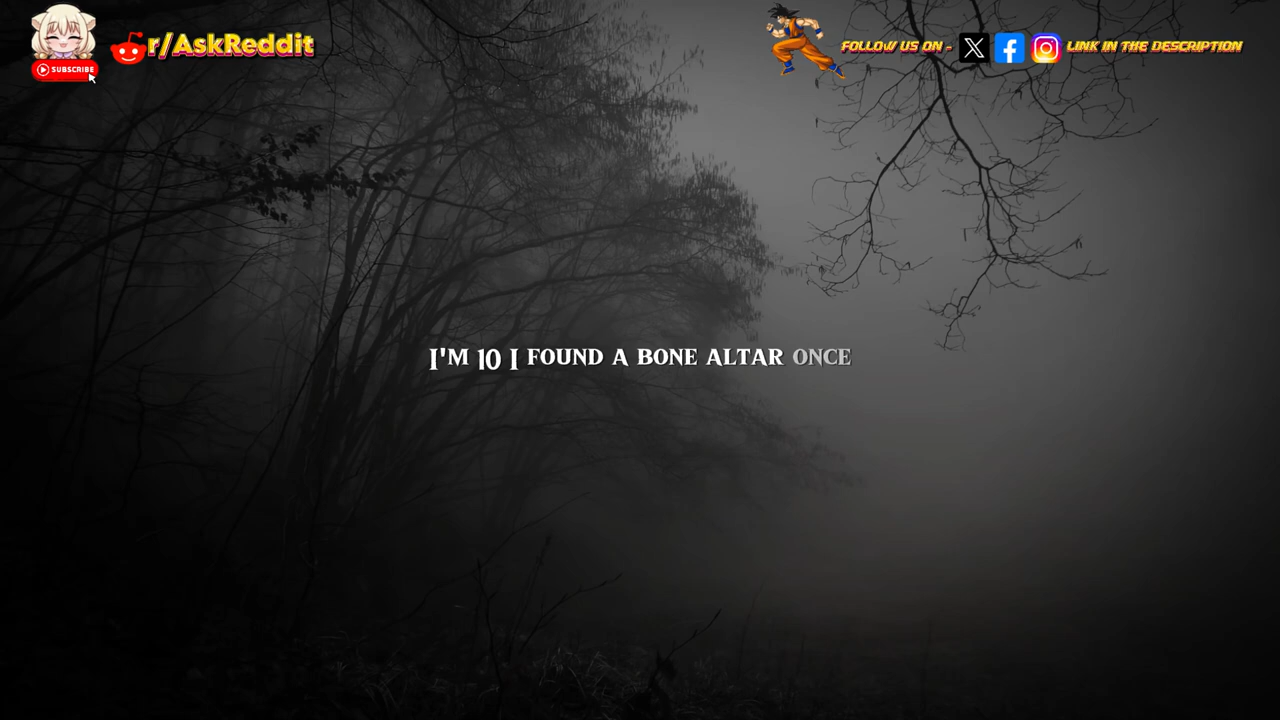 SUBSCRIBE
r/AskReddit
FOLLOW US ON -
LINK IN THE DESCRIPTION
I'M 10 I FOUND A BONE ALTAR ONCE